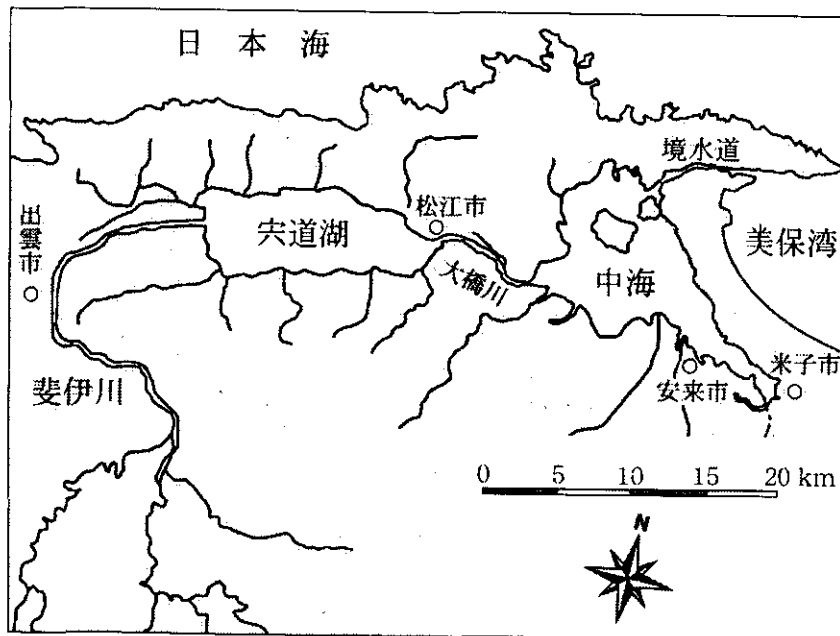 日本海
境水道
松江市
出雲市
宍道湖
美保湾
中海
大橋川
斐伊川
安来市
米子市
0 5 10 15 20 km
N